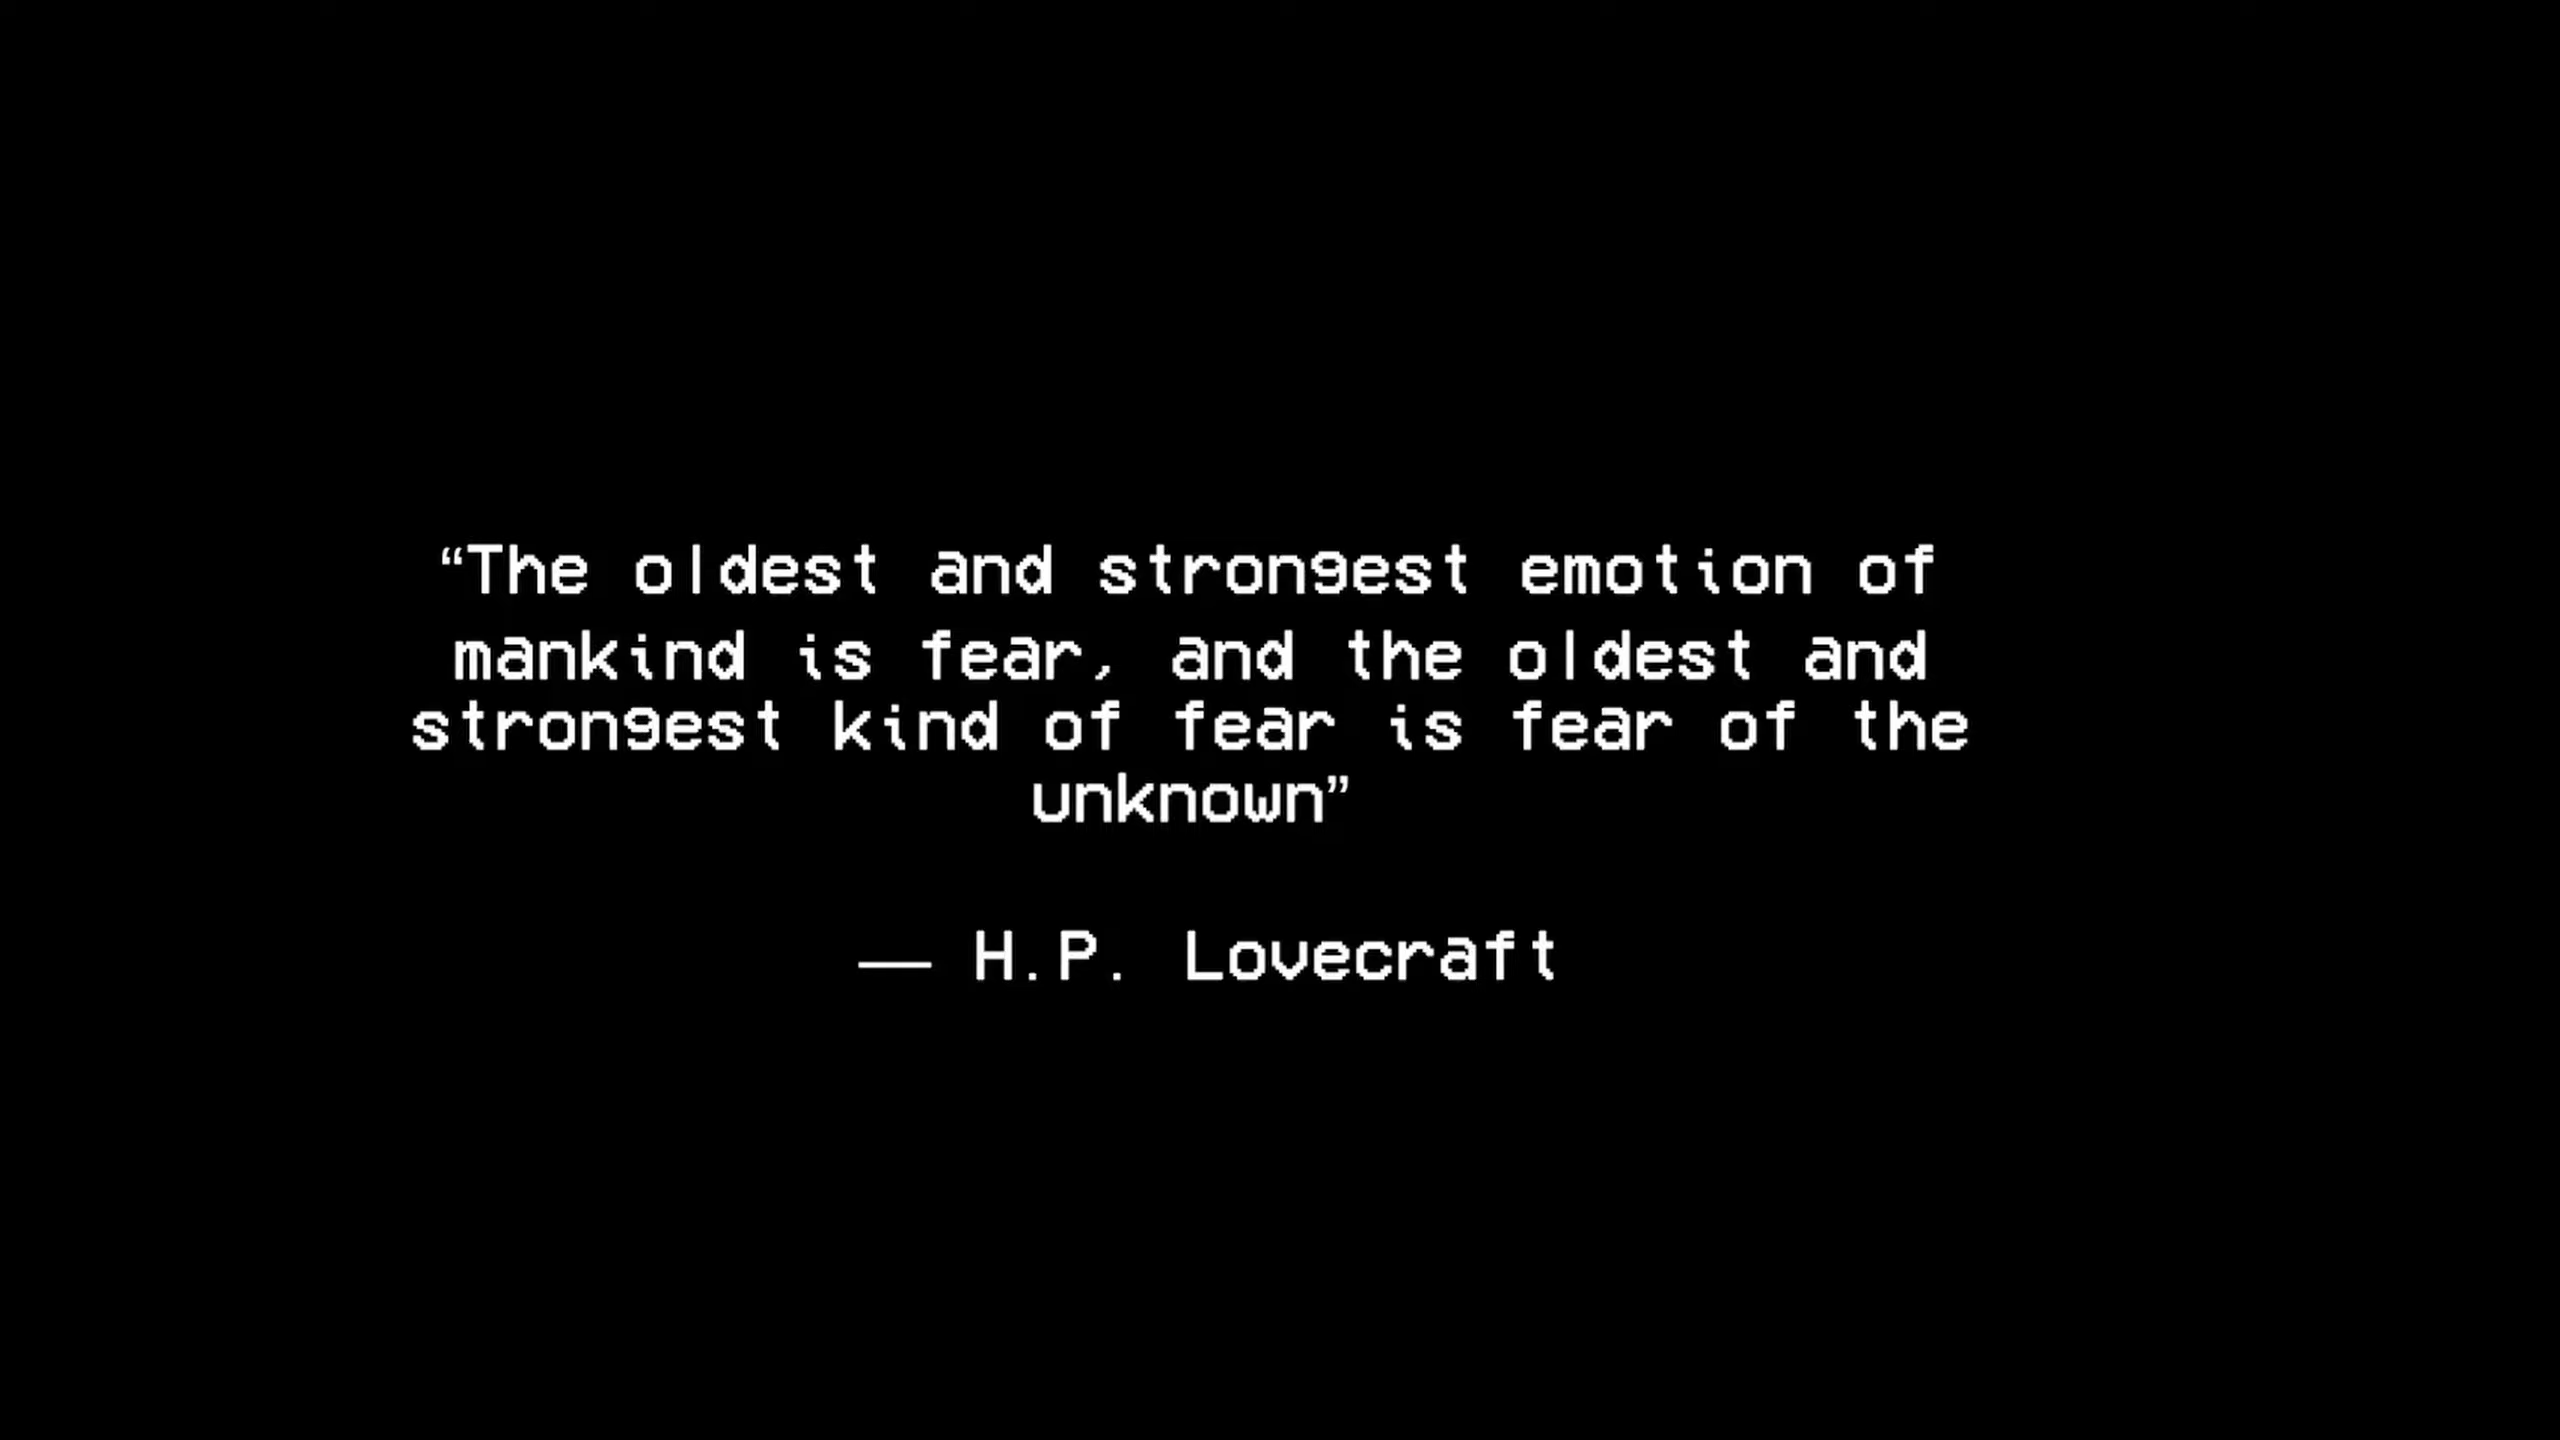 “The oldest and strongest emotion of
mankind is fear, and the oldest and
strongest kind of fear is fear of the
unknown”
— H.P. Lovecraft